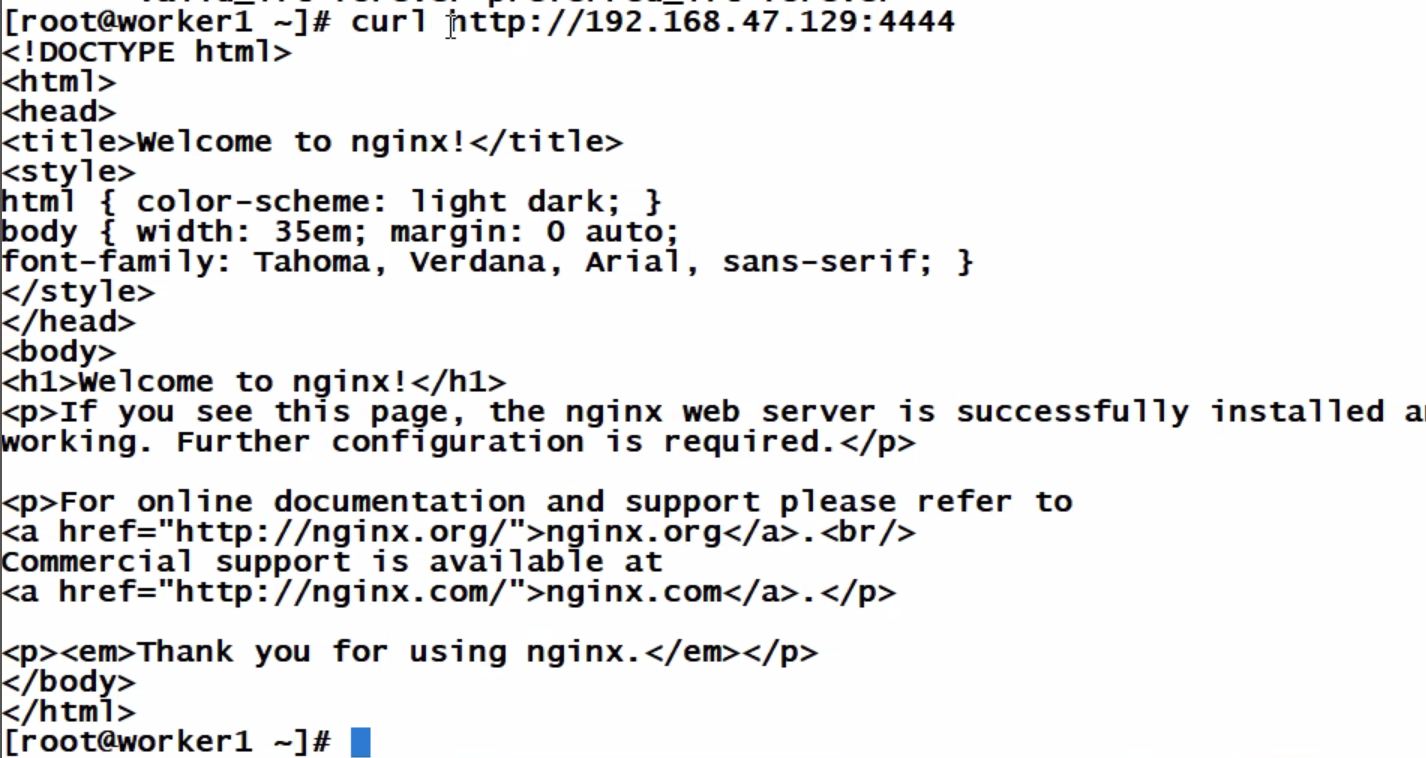 [root@worker1 ~]# curl http://192.168.47.129:4444
<!DOCTYPE html>
<html>
<head>
<title>Welcome to nginx!</title>
<style>
html { color-scheme: light dark; }
body { width: 35em; margin: 0 auto;
font-family: Tahoma, Verdana, Arial, sans-serif; }
</style>
</head>
<body>
<h1>Welcome to nginx!</h1>
<p>If you see this page, the nginx web server is successfully installed
working. Further configuration is required.</p>
<p>For online documentation and support please refer to
<a href="http://nginx.org/">nginx.org</a>.<br/>
Commercial support is available at
<a href="http://nginx.com/">nginx.com</a>.</p>
<p><em>Thank you for using nginx.</em></p>
</body>
</html>
[root@worker1 ~]#